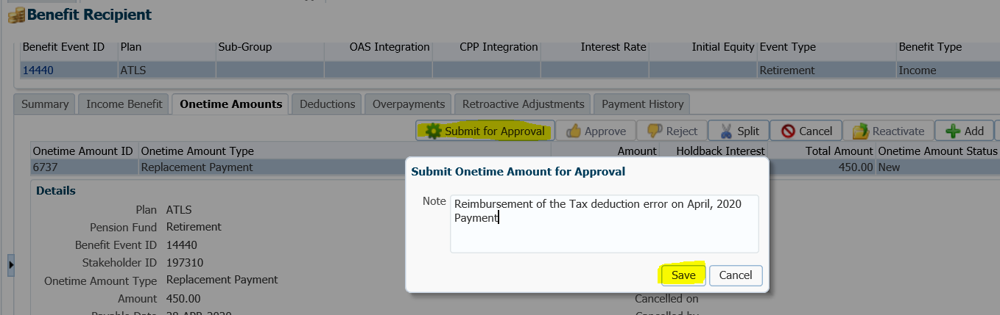 Benefit Recipient
Benefit Event ID Plan Sub-Group OAS Integration CPP Integration Interest Rate Initial Equity Event Type Benefit Type
14440 ATLS Retirement Income
Summary Income Benefit Onetime Amounts Deductions Overpayments Retroactive Adjustments Payment History
Submit for Approval Approve Reject Split Cancel Reactivate Add
Onetime Amount ID Onetime Amount Type Amount Holdback Interest Total Amount Onetime Amount Status
6737 Replacement Payment 450.00 New
Submit Onetime Amount for Approval
Note Reimbursement of the Tax deduction error on April, 2020
Payment
Save Cancel
Details
Plan ATLS
Pension Fund Retirement
Benefit Event ID 14440
Stakeholder ID 197310
Onetime Amount Type Replacement Payment
Amount 450.00 Cancelled on
Payable Date 28-APR-2020 Cancelled by